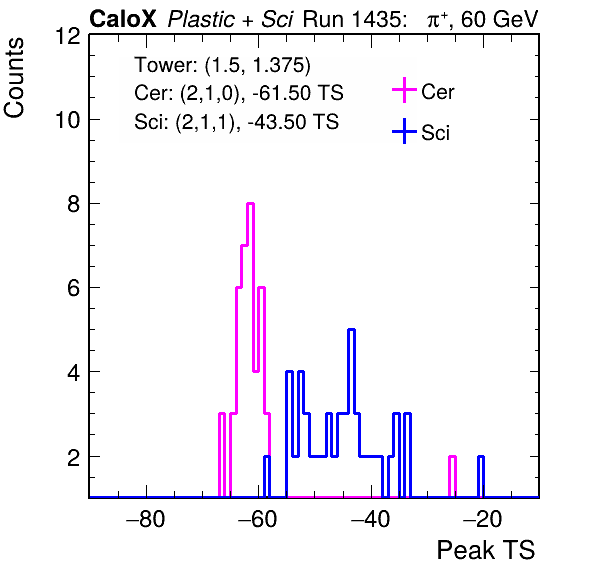 CaloX Plastic + Sci Run 1435: π⁺, 60 GeV
Counts
12
10
8
6
4
2
Tower: (1.5, 1.375)
Cer: (2,1,0), -61.50 TS
Sci: (2,1,1), -43.50 TS
Cer
Sci
−80 −60 −40 −20
Peak TS